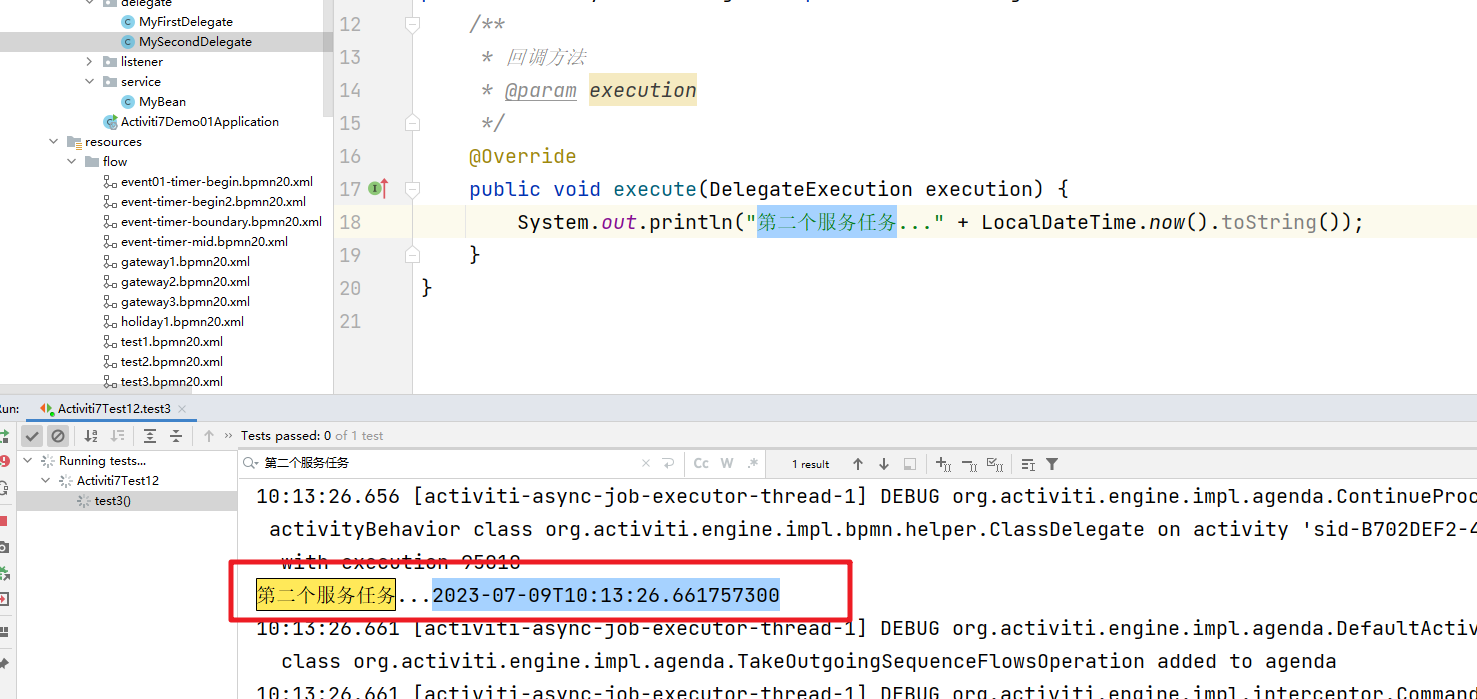 delegate
MyFirstDelegate
MySecondDelegate
listener
service
MyBean
Activiti7Demo01Application
resources
flow
event01-timer-begin.bpmn20.xml
event-timer-begin2.bpmn20.xml
event-timer-boundary.bpmn20.xml
event-timer-mid.bpmn20.xml
gateway1.bpmn20.xml
gateway2.bpmn20.xml
gateway3.bpmn20.xml
holiday1.bpmn20.xml
test1.bpmn20.xml
test2.bpmn20.xml
test3.bpmn20.xml
12 /**
13 * 回调方法
14 * @param execution
15 */
16 @Override
17 public void execute(DelegateExecution execution) {
18 System.out.println("第二个服务任务..." + LocalDateTime.now().toString());
19 }
20 }
21
Run: Activiti7Test12.test3
Tests passed: 0 of 1 test
Running tests...
Activiti7Test12
test3()
第二个服务任务 Cc W .* 1 result
10:13:26.656 [activiti-async-job-executor-thread-1] DEBUG org.activiti.engine.impl.agenda.ContinueProc
activityBehavior class org.activiti.engine.impl.bpmn.helper.ClassDelegate on activity 'sid-B702DEF2-4
with execution 95010
第二个服务任务...2023-07-09T10:13:26.661757300
10:13:26.661 [activiti-async-job-executor-thread-1] DEBUG org.activiti.engine.impl.agenda.DefaultActiv
class org.activiti.engine.impl.agenda.TakeOutgoingSequenceFlowsOperation added to agenda
10:13:26.661 [activiti-async-job-executor-thread-1] DEBUG org.activiti.engine.impl.interceptor.Command